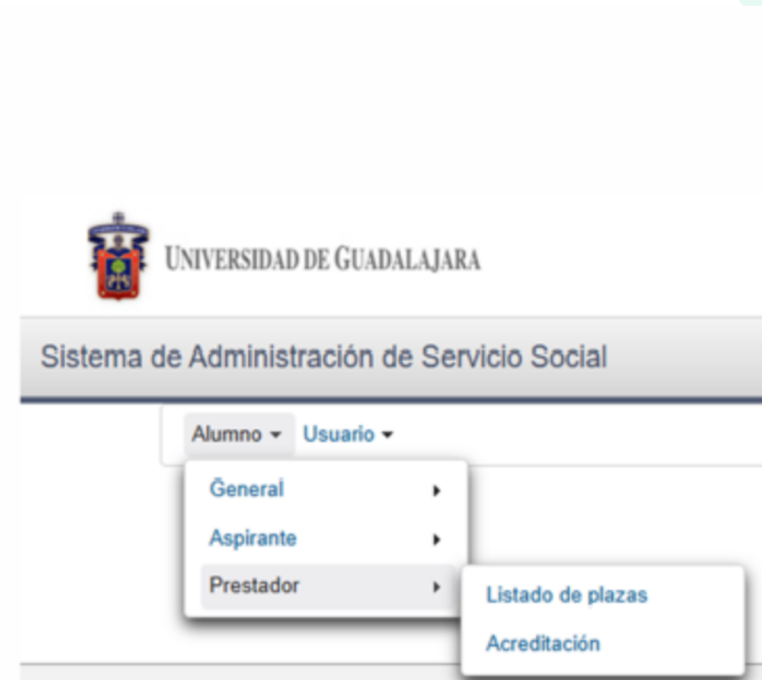 UNIVERSIDAD DE GUADALAJARA
Sistema de Administración de Servicio Social
Alumno Usuario
General
Aspirante
Prestador
Listado de plazas
Acreditación